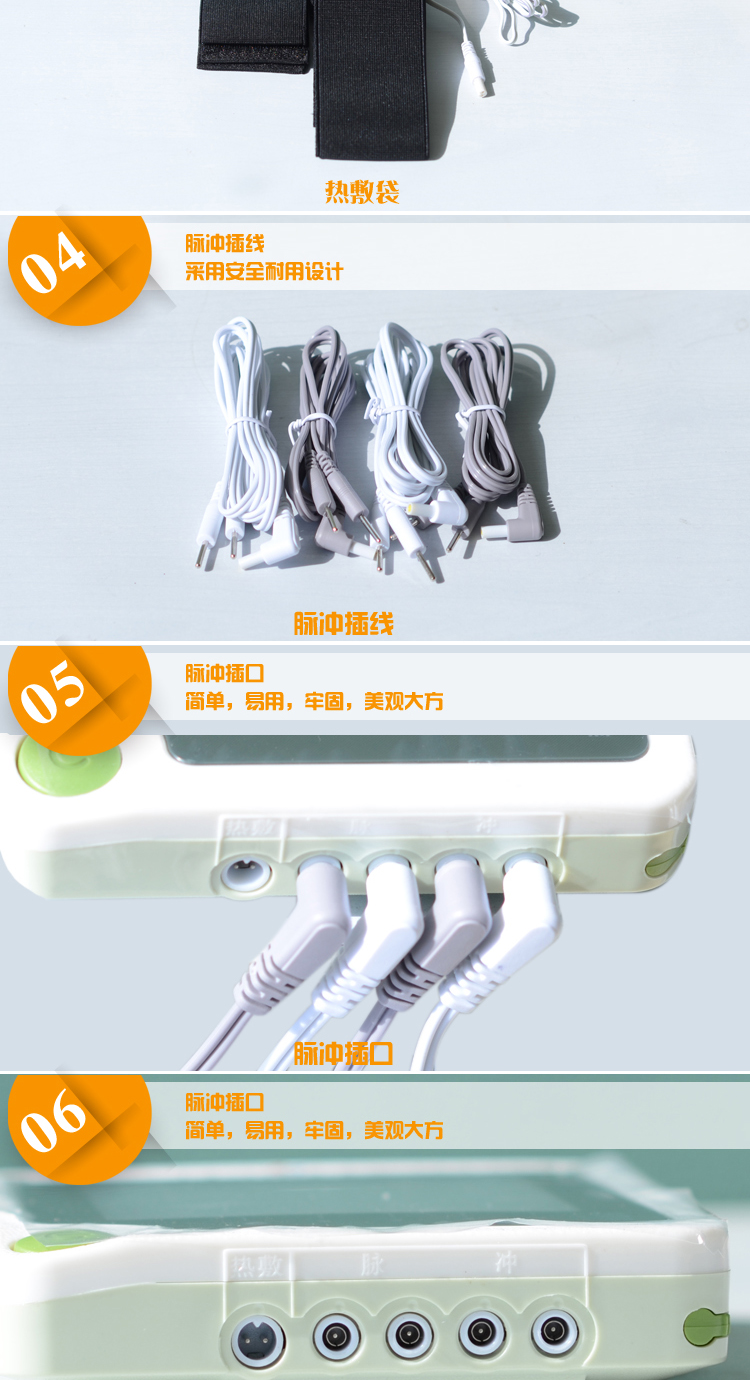 热敷袋
04
脉冲插线
采用安全耐用设计
脉冲插线
05
脉冲插口
简单，易用，牢固，美观大方
热敷 脉 冲
脉冲插口
06
脉冲插口
简单，易用，牢固，美观大方
热敷 脉 冲